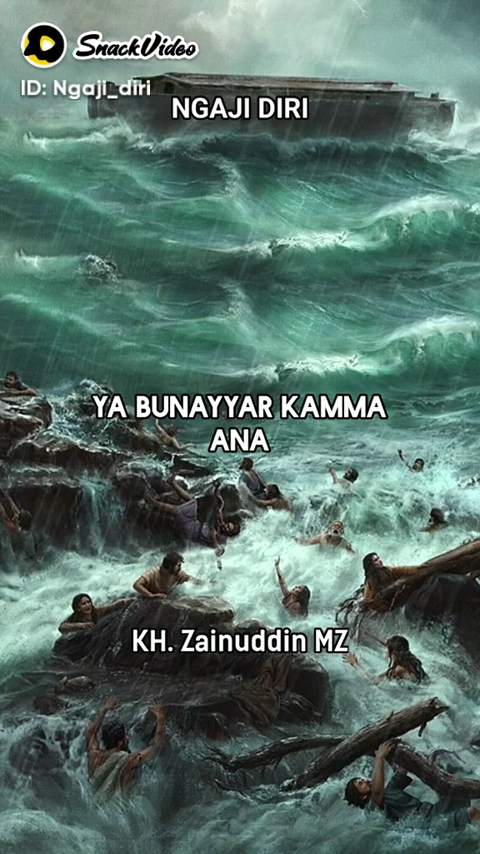 SnackVideo
ID: Ngaji_diri
NGAJI DIRI
YA BUNAYYAR KAMMA
ANA
KH. Zainuddin MZ